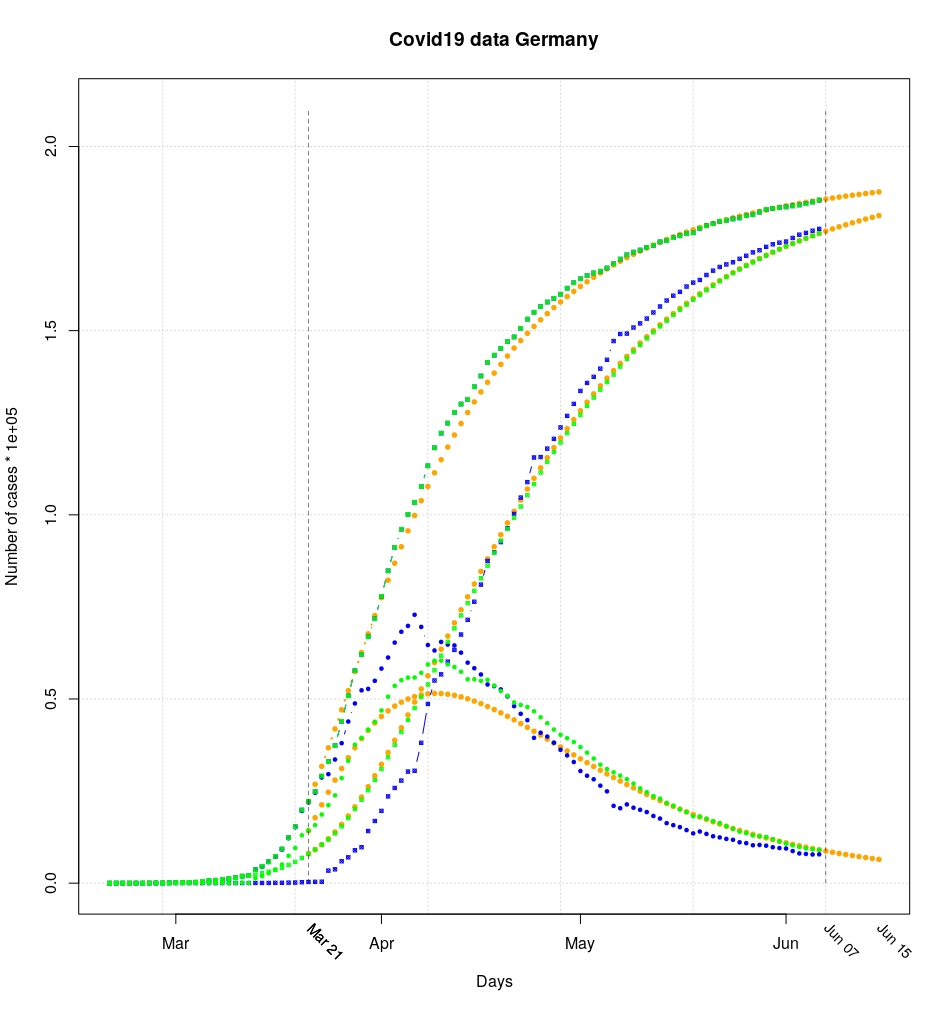 Covid19 data Germany
Number of cases * 1e+05
2.0
1.5
1.0
0.5
0.0
Mar
Mar 21
Apr
May
Jun
Jun 07
Jun 15
Days